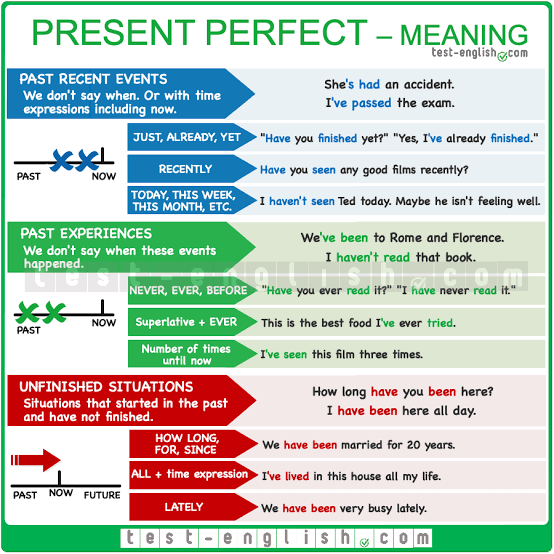 PRESENT PERFECT – MEANING
test-english.com
PAST RECENT EVENTS
We don't say when. Or with time
expressions including now.
She's had an accident.
I've passed the exam.
PAST
NOW
JUST, ALREADY, YET
"Have you finished yet?" "Yes, I've already finished."
RECENTLY
Have you seen any good films recently?
TODAY, THIS WEEK,
THIS MONTH, ETC.
I haven't seen Ted today. Maybe he isn't feeling well.
PAST EXPERIENCES
We don't say when these events
happened.
We've been to Rome and Florence.
I haven't read that book.
test-english.com
PAST
NOW
NEVER, EVER, BEFORE
"Have you ever read it?" "I have never read it."
Superlative + EVER
This is the best food I've ever tried.
Number of times
until now
I've seen this film three times.
UNFINISHED SITUATIONS
Situations that started in the past
and have not finished.
How long have you been here?
I have been here all day.
PAST
NOW
FUTURE
HOW LONG,
FOR, SINCE
We have been married for 20 years.
ALL + time expression
I've lived in this house all my life.
LATELY
We have been very busy lately.
test-english.com